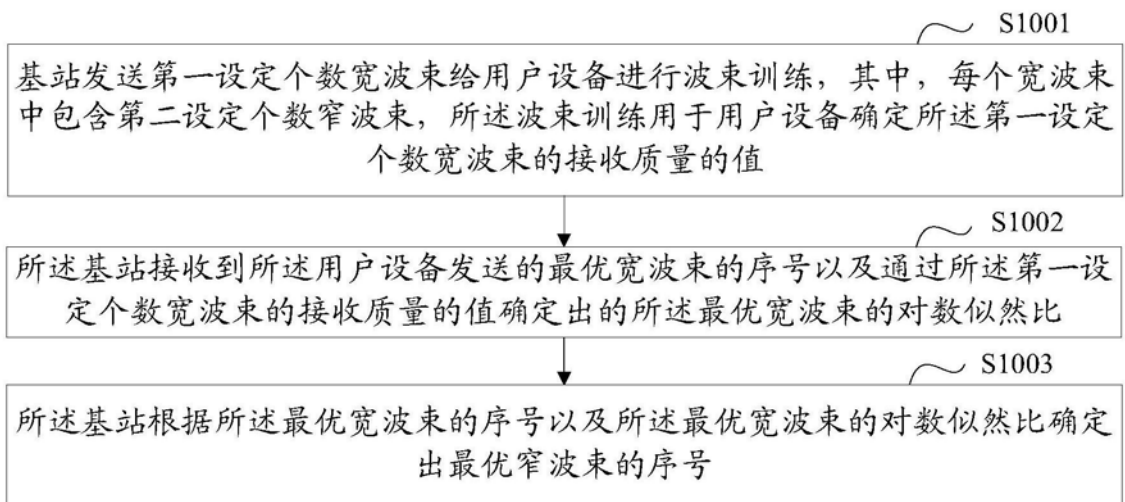 S1001
基站发送第一设定个数宽波束给用户设备进行波束训练，其中，每个宽波束
中包含第二设定个数窄波束，所述波束训练用于用户设备确定所述第一设定
个数宽波束的接收质量的值
S1002
所述基站接收到所述用户设备发送的最优宽波束的序号以及通过所述第一设
定个数宽波束的接收质量的值确定出的所述最优宽波束的对数似然比
S1003
所述基站根据所述最优宽波束的序号以及所述最优宽波束的对数似然比确定
出最优窄波束的序号